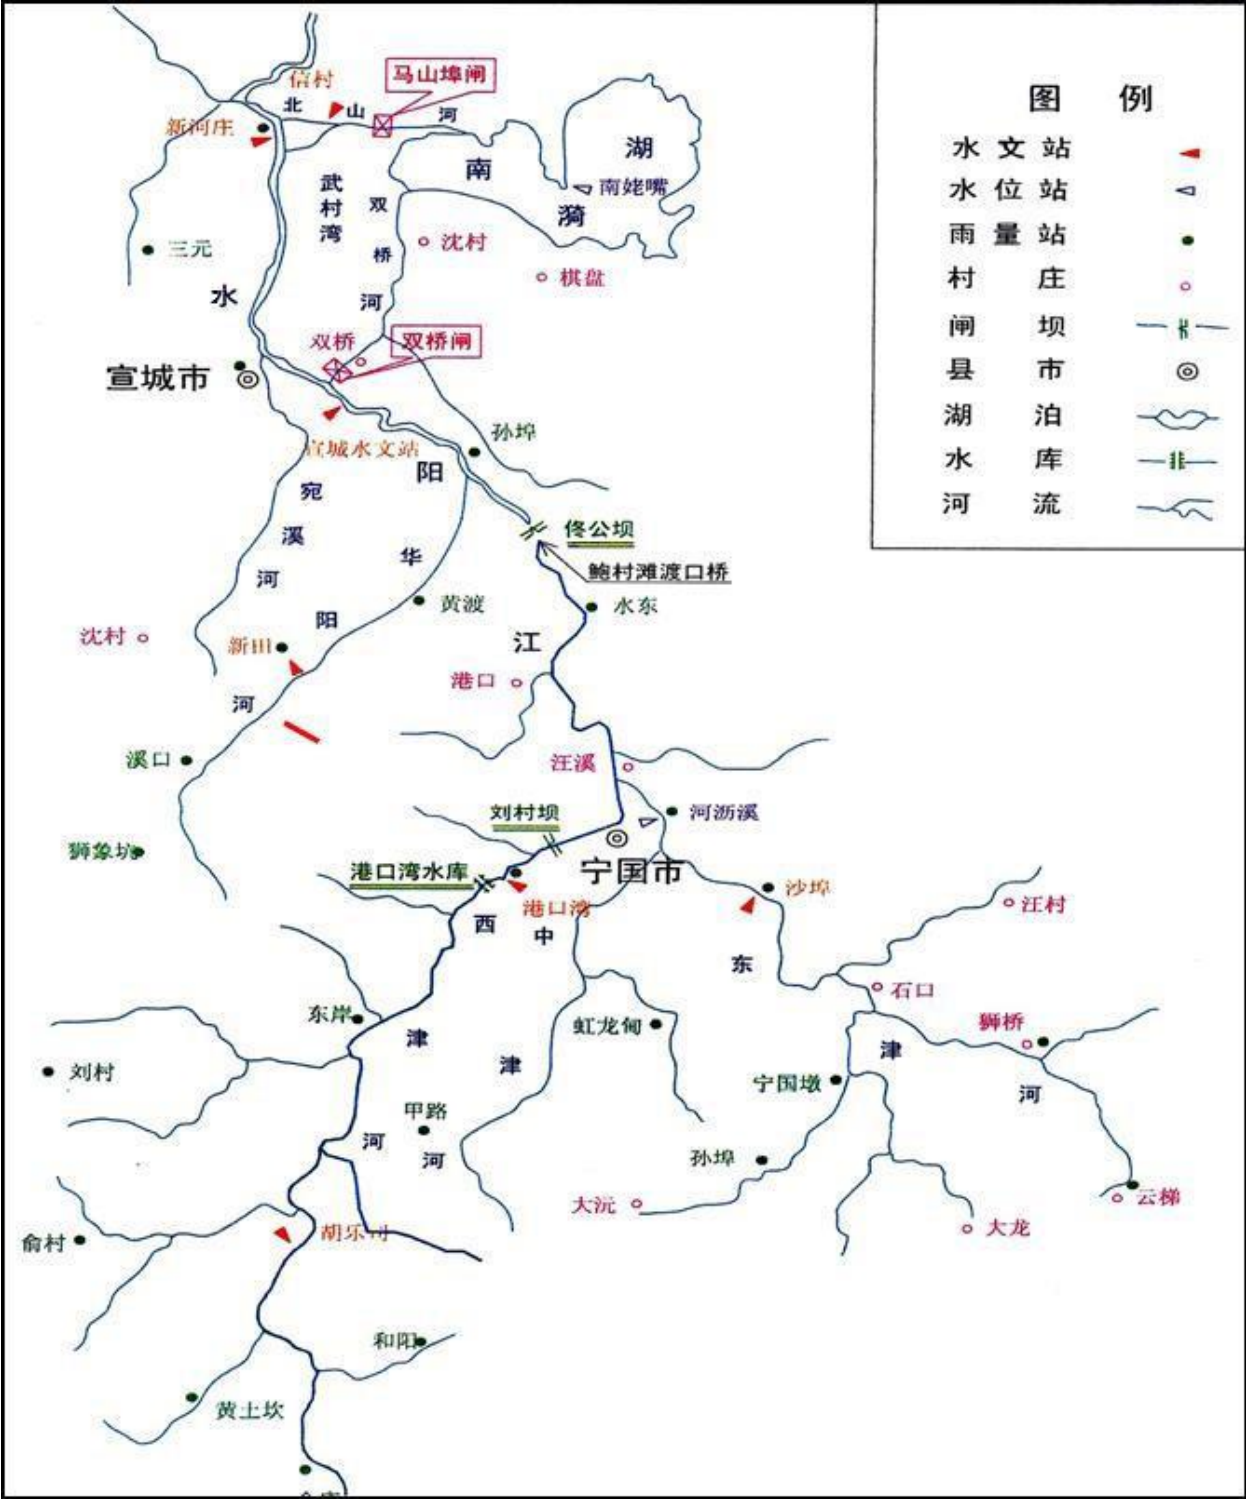 信村
马山埠闸
北山河
新河庄
湖
南
南姥嘴
漪
武村湾
双桥河
三元
沈村
棋盘
水
双桥
双桥闸
宣城市
孙埠
宣城水文站
阳
宛溪河
佟公坝
鲍村滩渡口桥
华
阳
河
黄渡
水东
沈村
新田
江
港口
溪口
汪溪
刘村坝
河沥溪
狮象坑
港口湾水库
宁国市
港口湾
沙埠
汪村
西
中
东
石口
东岸
虹龙甸
狮桥
津
津
津
刘村
宁国墩
河
甲路
河
河
孙埠
大沅
云梯
俞村
胡乐司
大龙
和阳
黄土坎
图 例
水文站
水位站
雨量站
村庄
闸坝
县市
湖泊
水库
河流